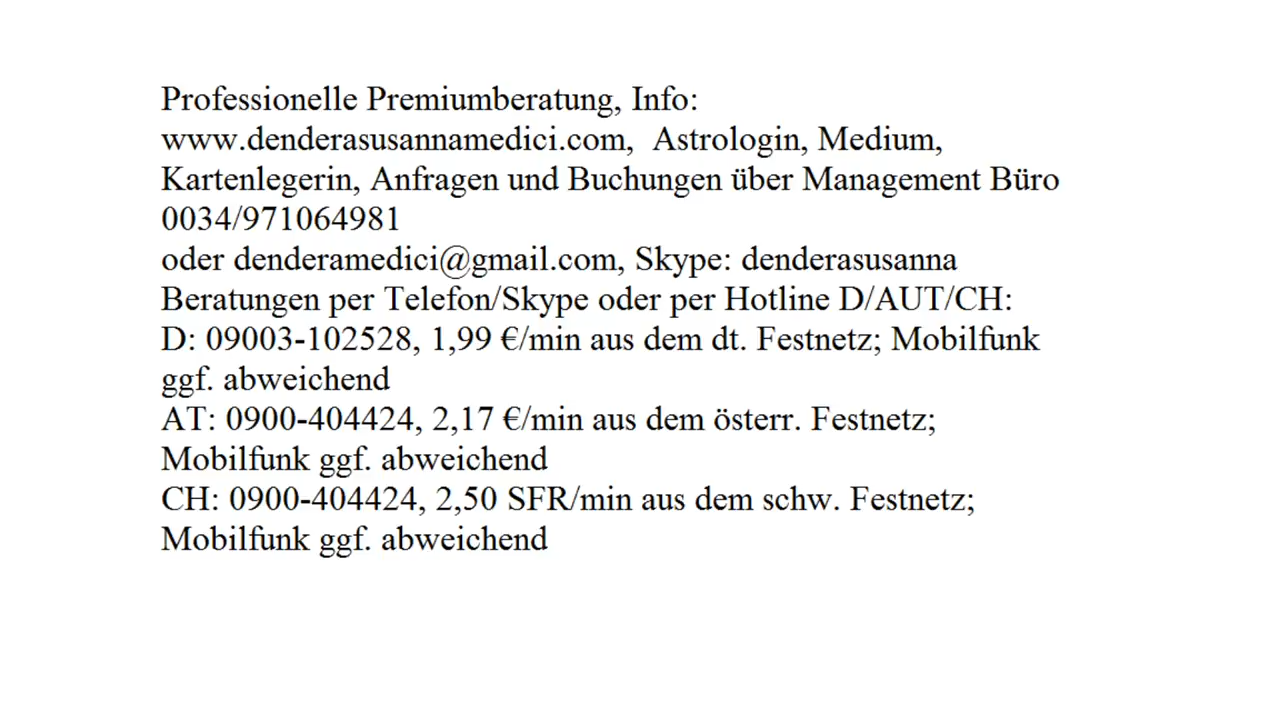 Professionelle Premiumberatung, Info:
www.denderasusannamedici.com,  Astrologin, Medium,
Kartenlegerin, Anfragen und Buchungen über Management Büro
0034/971064981
oder denderamedici@gmail.com, Skype: denderasusanna
Beratungen per Telefon/Skype oder per Hotline D/AUT/CH:
D: 09003-102528, 1,99 €/min aus dem dt. Festnetz; Mobilfunk
ggf. abweichend
AT: 0900-404424, 2,17 €/min aus dem österr. Festnetz;
Mobilfunk ggf. abweichend
CH: 0900-404424, 2,50 SFR/min aus dem schw. Festnetz;
Mobilfunk ggf. abweichend